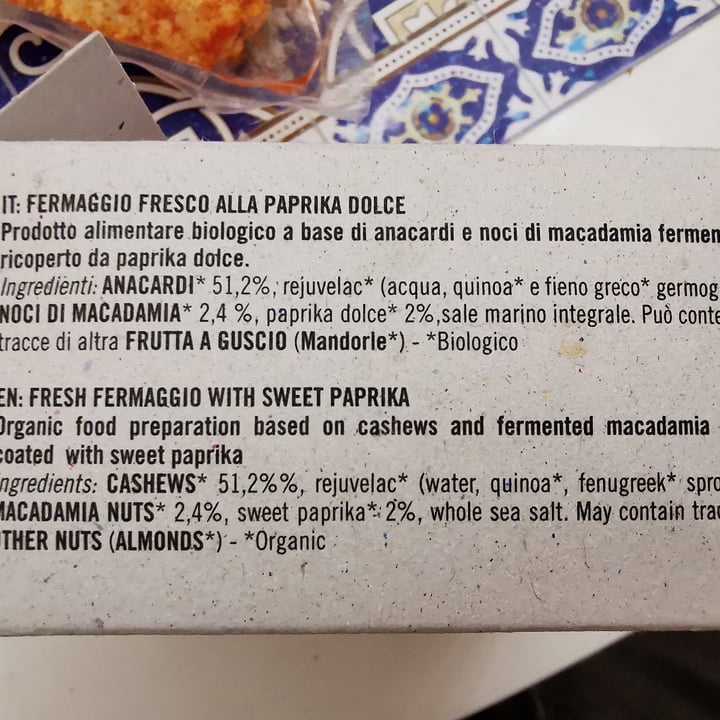 IT: FERMAGGIO FRESCO ALLA PAPRIKA DOLCE
Prodotto alimentare biologico a base di anacardi e noci di macadamia fermen
ricoperto da paprika dolce.
Ingredienti: ANACARDI* 51,2%, rejuvelac* (acqua, quinoa* e fieno greco* germog
NOCI DI MACADAMIA* 2,4 %, paprika dolce* 2%,sale marino integrale. Può conte
tracce di altra FRUTTA A GUSCIO (Mandorle*) - *Biologico
EN: FRESH FERMAGGIO WITH SWEET PAPRIKA
Organic food preparation based on cashews and fermented macadamia
coated with sweet paprika
ngredients: CASHEWS* 51,2%%, rejuvelac* (water, quinoa*, fenugreek* spro
MACADAMIA NUTS* 2,4%, sweet paprika* 2%, whole sea salt. May contain tra
THER NUTS (ALMONDS*) - *Organic